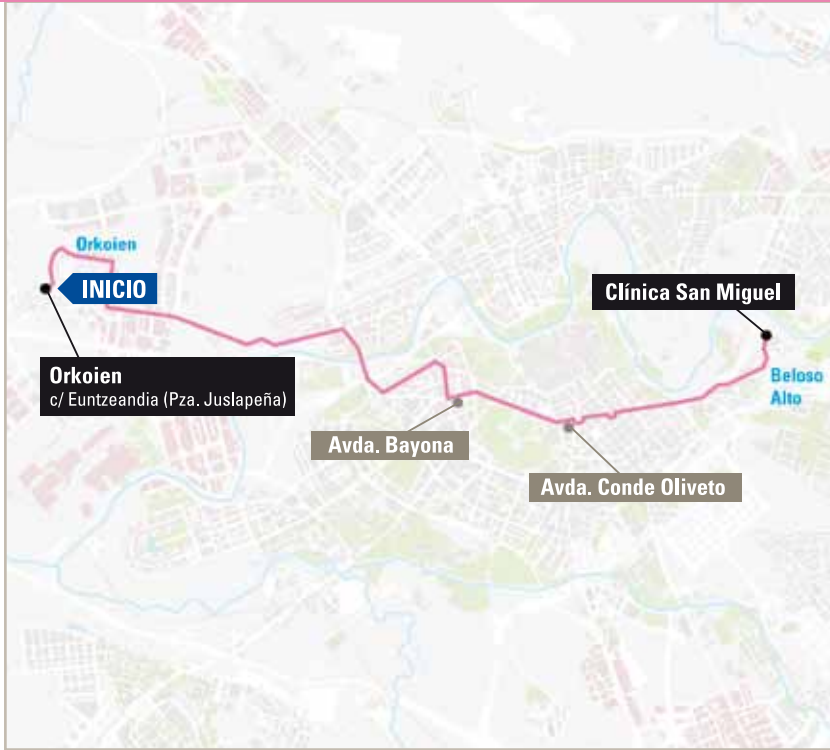 Orkoien
INICIO
Clínica San Miguel
Orkoien
c/ Euntzeandia (Pza. Juslapeña)
Beloso
Alto
Avda. Bayona
Avda. Conde Oliveto